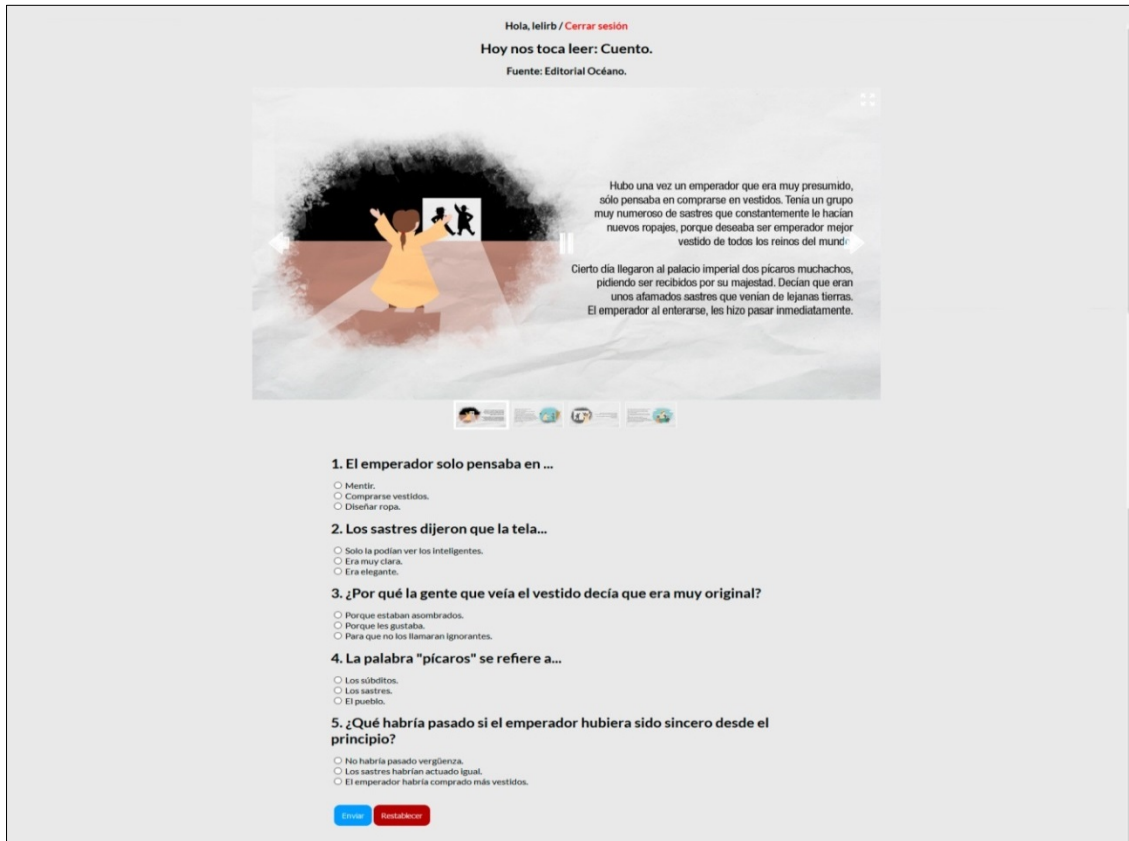 Hola, lelirb / Cerrar sesión
Hoy nos toca leer: Cuento.
Fuente: Editorial Océano.
Hubo una vez un emperador que era muy presumido,
sólo pensaba en comprarse en vestidos. Tenía un grupo
muy numeroso de sastres que constantemente le hacían
nuevos ropajes, porque deseaba ser emperador mejor
vestido de todos los reinos del mundo
Cierto día llegaron al palacio imperial dos pícaros muchachos,
pidiendo ser recibidos por su majestad. Decían que eran
unos afamados sastres que venían de lejanas tierras.
El emperador al enterarse, les hizo pasar inmediatamente.
1. El emperador solo pensaba en ...
Mentir.
Comprarse vestidos.
Diseñar ropa.
2. Los sastres dijeron que la tela...
Solo la podían ver los inteligentes.
Era muy clara.
Era elegante.
3. ¿Por qué la gente que veía el vestido decía que era muy original?
Porque estaban asombrados.
Porque les gustaba.
Para que no los llamaran ignorantes.
4. La palabra "pícaros" se refiere a...
Los súbditos.
Los sastres.
El pueblo.
5. ¿Qué habría pasado si el emperador hubiera sido sincero desde el
principio?
No habría pasado vergüenza.
Los sastres habrían actuado igual.
El emperador habría comprado más vestidos.
Enviar Restablecer